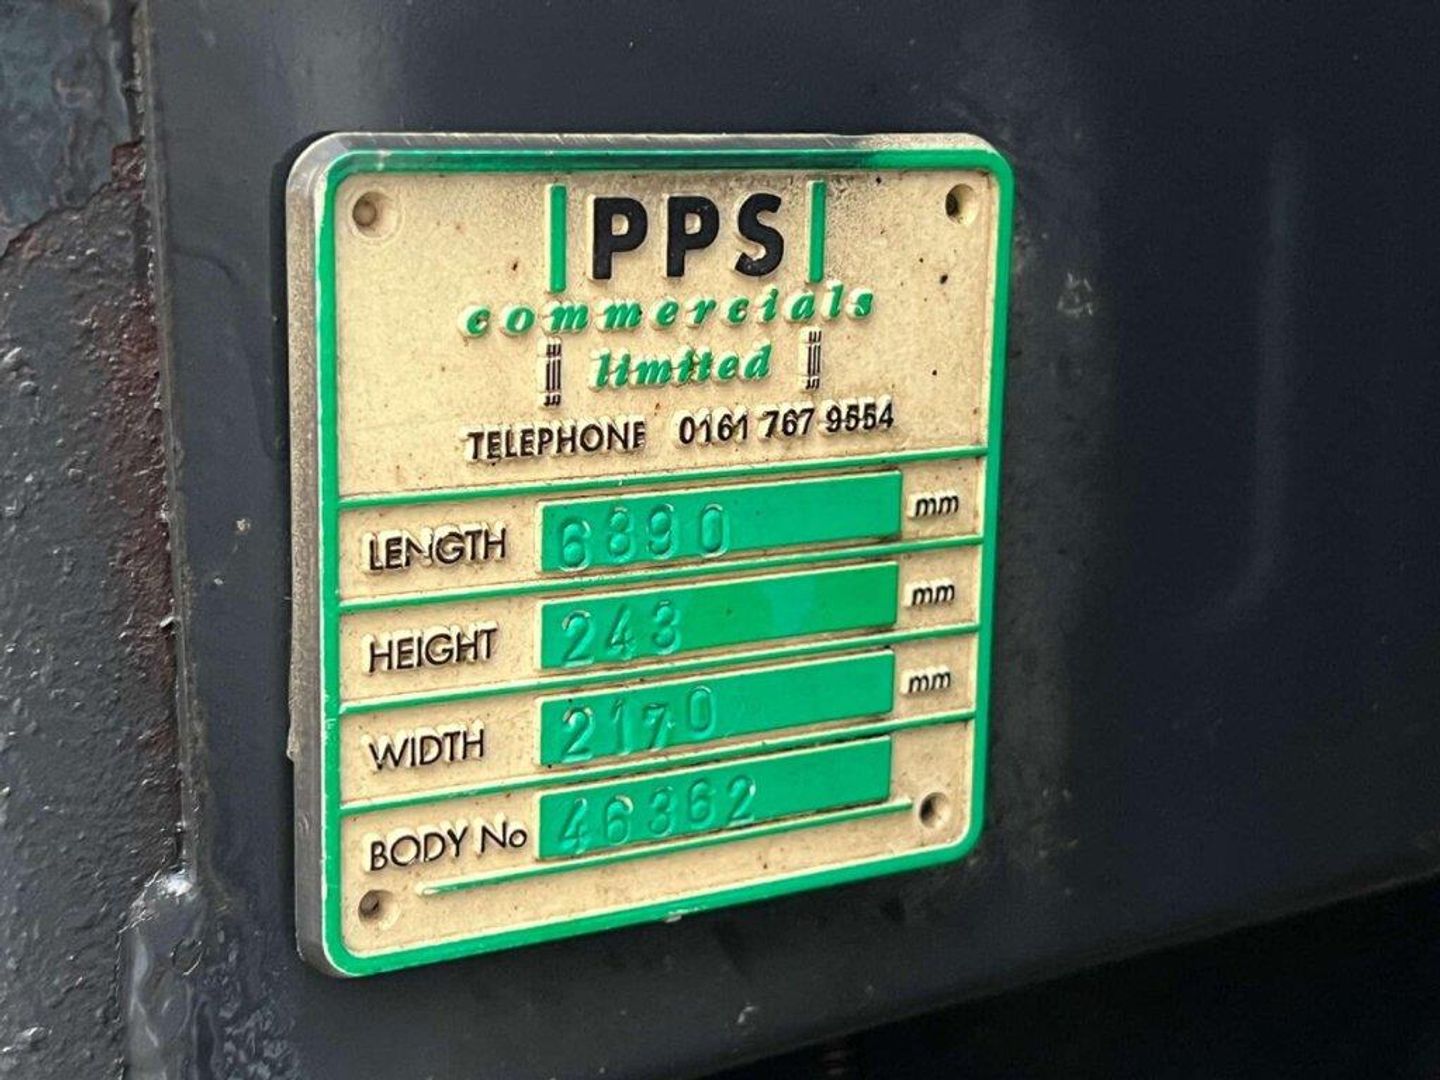 PPS
commercials
limited
TELEPHONE 0161 767 9554
LENGTH 6890 mm
HEIGHT 243 mm
WIDTH 2170 mm
BODY No 46362